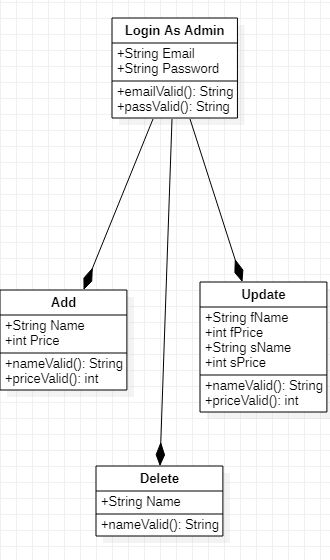 Login As Admin
+String Email
+String Password
+emailValid(): String
+passValid(): String
Add
+String Name
+int Price
+nameValid(): String
+priceValid(): int
Update
+String fName
+int fPrice
+String sName
+int sPrice
+nameValid(): String
+priceValid(): int
Delete
+String Name
+nameValid(): String